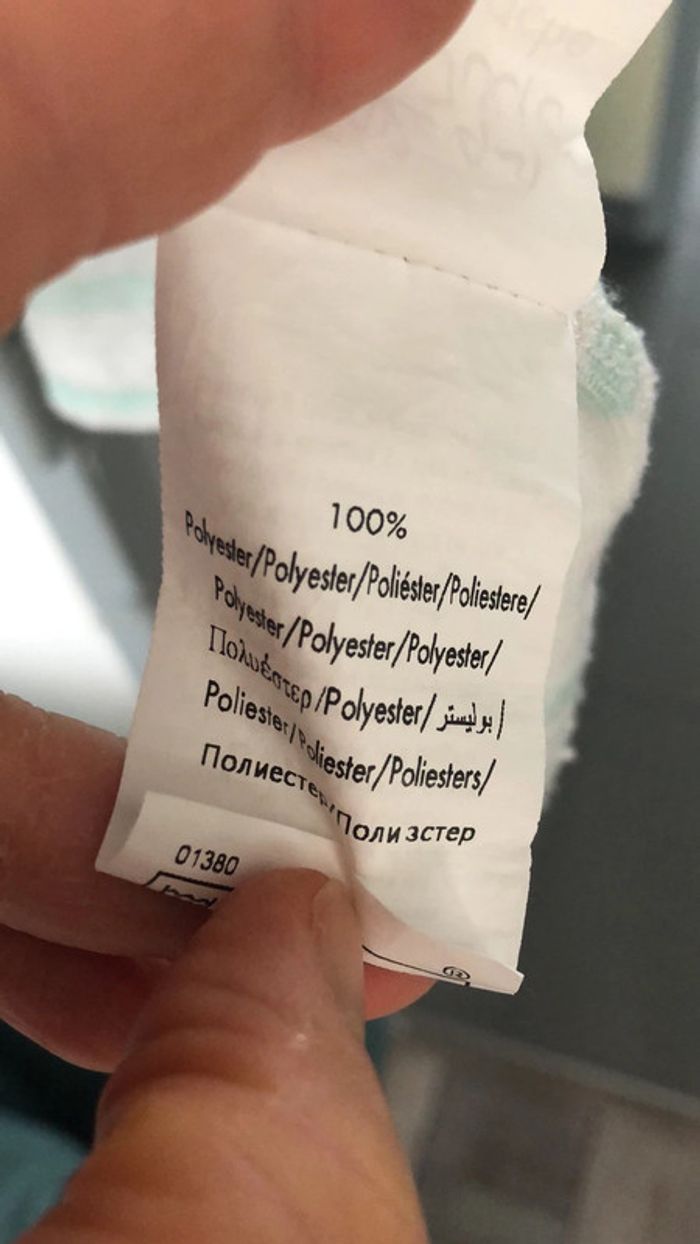 100%
Polyester/Polyester/Poliéster/Poliestere/
Polyester/Polyester/Polyester/
Πολυέστερ/Polyester/بوليستر/
Poliester/Poliester/Poliesters/
Полиестер/Поли зстер
01380
®